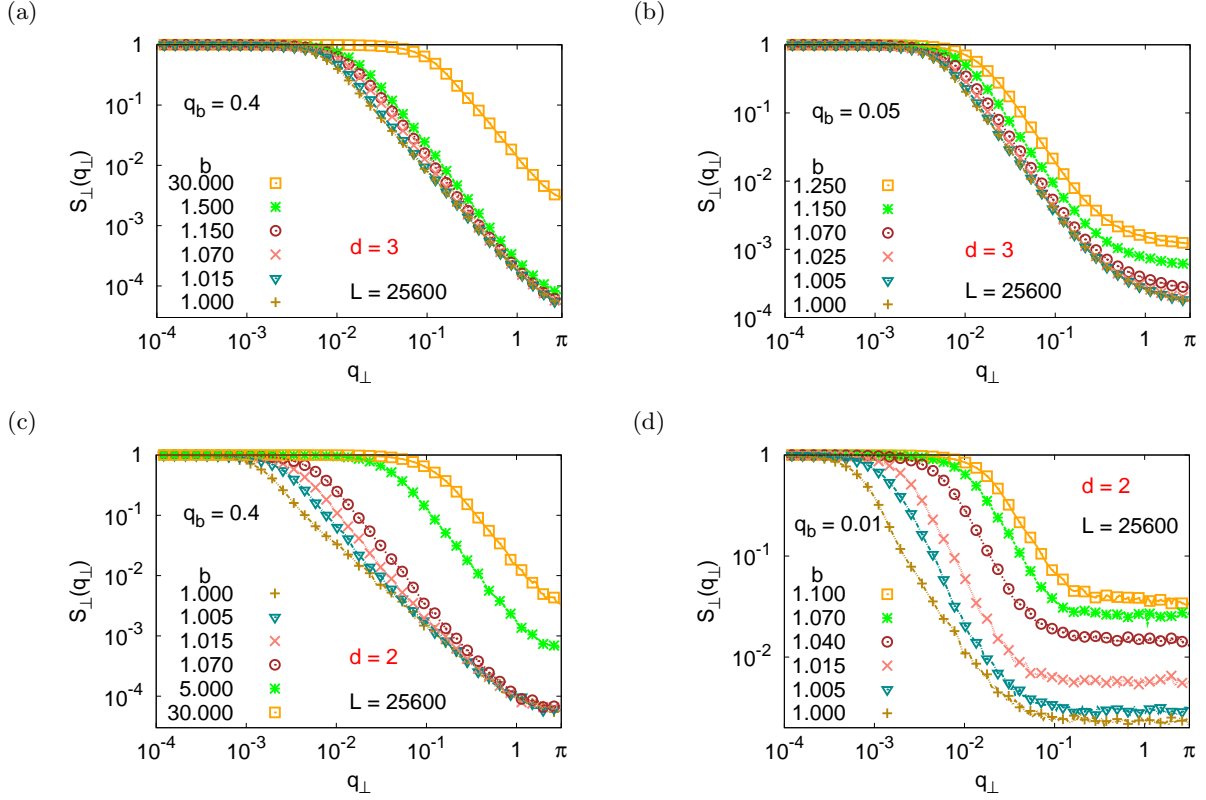 (a)
1
10^-1
10^-2
10^-3
10^-4
S⊥(q⊥)
q_b = 0.4
b
30.000
1.500
1.150
1.070
1.015
1.000
d = 3
L = 25600
10^-4 10^-3 10^-2 10^-1 1 π
q⊥
(b)
1
10^-1
10^-2
10^-3
10^-4
S⊥(q⊥)
q_b = 0.05
b
1.250
1.150
1.070
1.025
1.005
1.000
d = 3
L = 25600
10^-4 10^-3 10^-2 10^-1 1 π
q⊥
(c)
1
10^-1
10^-2
10^-3
10^-4
S⊥(q⊥)
q_b = 0.4
b
1.000
1.005
1.015
1.070
5.000
30.000
d = 2
L = 25600
10^-4 10^-3 10^-2 10^-1 1 π
q⊥
(d)
1
10^-1
10^-2
S⊥(q⊥)
d = 2
L = 25600
q_b = 0.01
b
1.100
1.070
1.040
1.015
1.005
1.000
10^-4 10^-3 10^-2 10^-1 1 π
q⊥